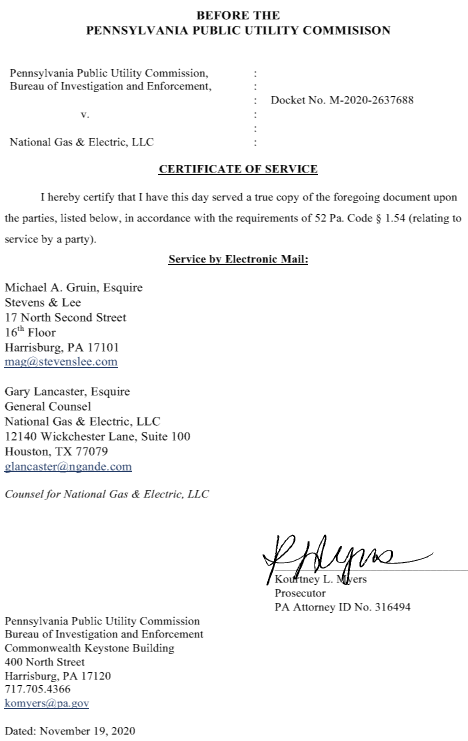 BEFORE THE
PENNSYLVANIA PUBLIC UTILITY COMMISISON
Pennsylvania Public Utility Commission, :
Bureau of Investigation and Enforcement, :
: Docket No. M-2020-2637688
v. :
:
National Gas & Electric, LLC :
CERTIFICATE OF SERVICE
I hereby certify that I have this day served a true copy of the foregoing document upon
the parties, listed below, in accordance with the requirements of 52 Pa. Code § 1.54 (relating to
service by a party).
Service by Electronic Mail:
Michael A. Gruin, Esquire
Stevens & Lee
17 North Second Street
16th Floor
Harrisburg, PA 17101
mag@stevenslee.com
Gary Lancaster, Esquire
General Counsel
National Gas & Electric, LLC
12140 Wickchester Lane, Suite 100
Houston, TX 77079
glancaster@ngande.com
Counsel for National Gas & Electric, LLC
Kourtney L. Myers
Prosecutor
PA Attorney ID No. 316494
Pennsylvania Public Utility Commission
Bureau of Investigation and Enforcement
Commonwealth Keystone Building
400 North Street
Harrisburg, PA 17120
717.705.4366
komyers@pa.gov
Dated: November 19, 2020